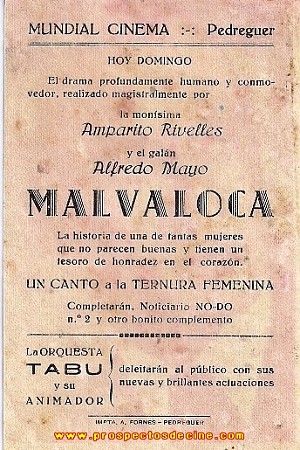 MUNDIAL CINEMA :-: Pedreguer
HOY DOMINGO
El drama profundamente humano y conmo-
vedor, realizado magistralmente por
la monísima
Amparito Rivelles
y el galán
Alfredo Mayo
MALVALOCA
La historia de una de tantas mujeres
que no parecen buenas y tienen un
tesoro de honradez en el corazón.
UN CANTO a la TERNURA FEMENINA
Completarán, Noticiario NO-DO
n.º 2 y otro bonito complemento
La ORQUESTA
TABU
y su
ANIMADOR
deleitarán al público con sus
nuevas y brillantes actuaciones
IMPTA. A. FORNES - PEDREGUER
www.prospectosdecine.com